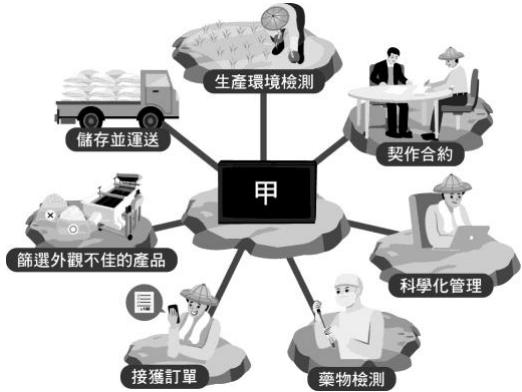 生產環境檢測
儲存並運送
契作合約
甲
篩選外觀不佳的產品
科學化管理
接獲訂單
藥物檢測